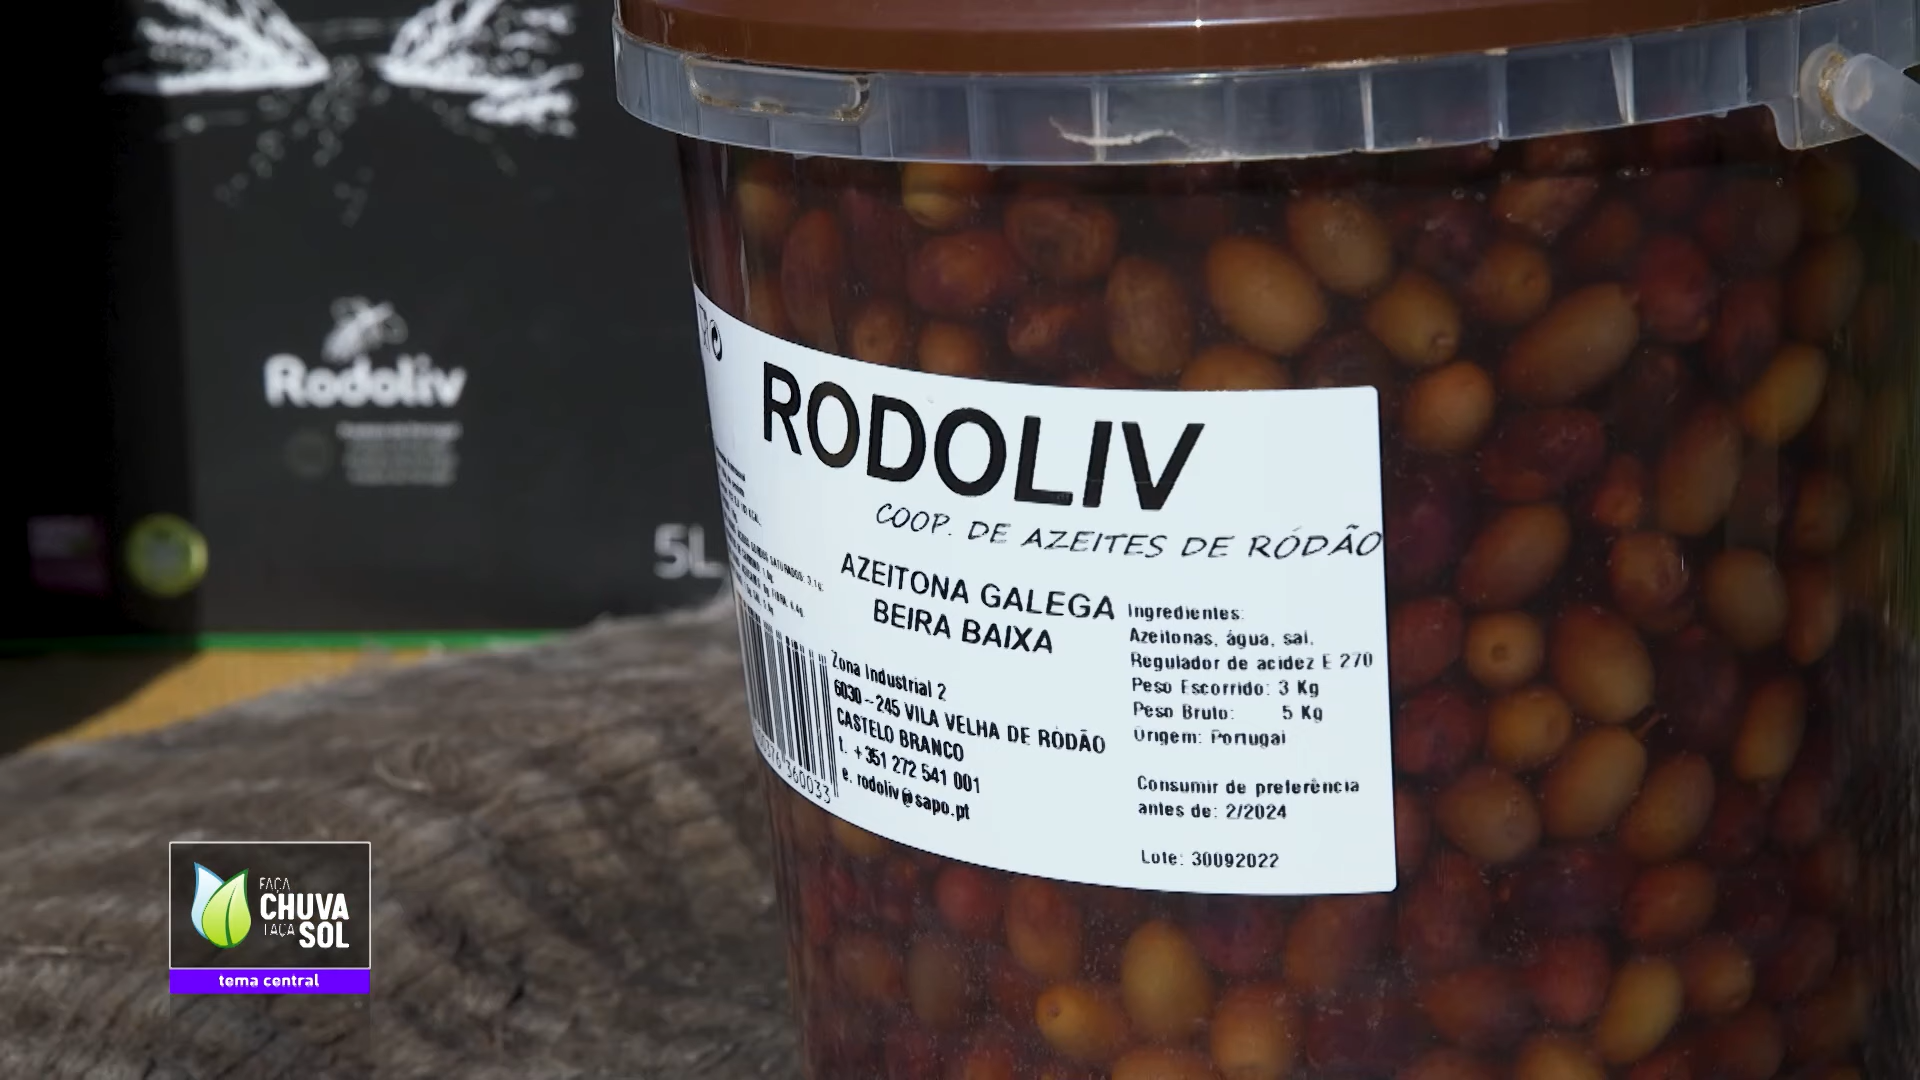 Rodoliv
5L
RODOLIV
COOP. DE AZEITES DE RÓDÃO
AZEITONA GALEGA
BEIRA BAIXA
Zona Industrial 2
6030-245 VILA VELHA DE RÓDÃO
CASTELO BRANCO
t. +351 272 541 001
e. rodoliv@sapo.pt
Ingredientes:
Azeitonas, água, sal.
Regulador de acidez E 270
Peso Escorrido: 3 Kg
Peso Bruto: 5 Kg
Origem: Portugal
Consumir de preferência
antes de: 2/2024
Lote: 30092022
FAÇA
CHUVA
FAÇA
SOL
tema central